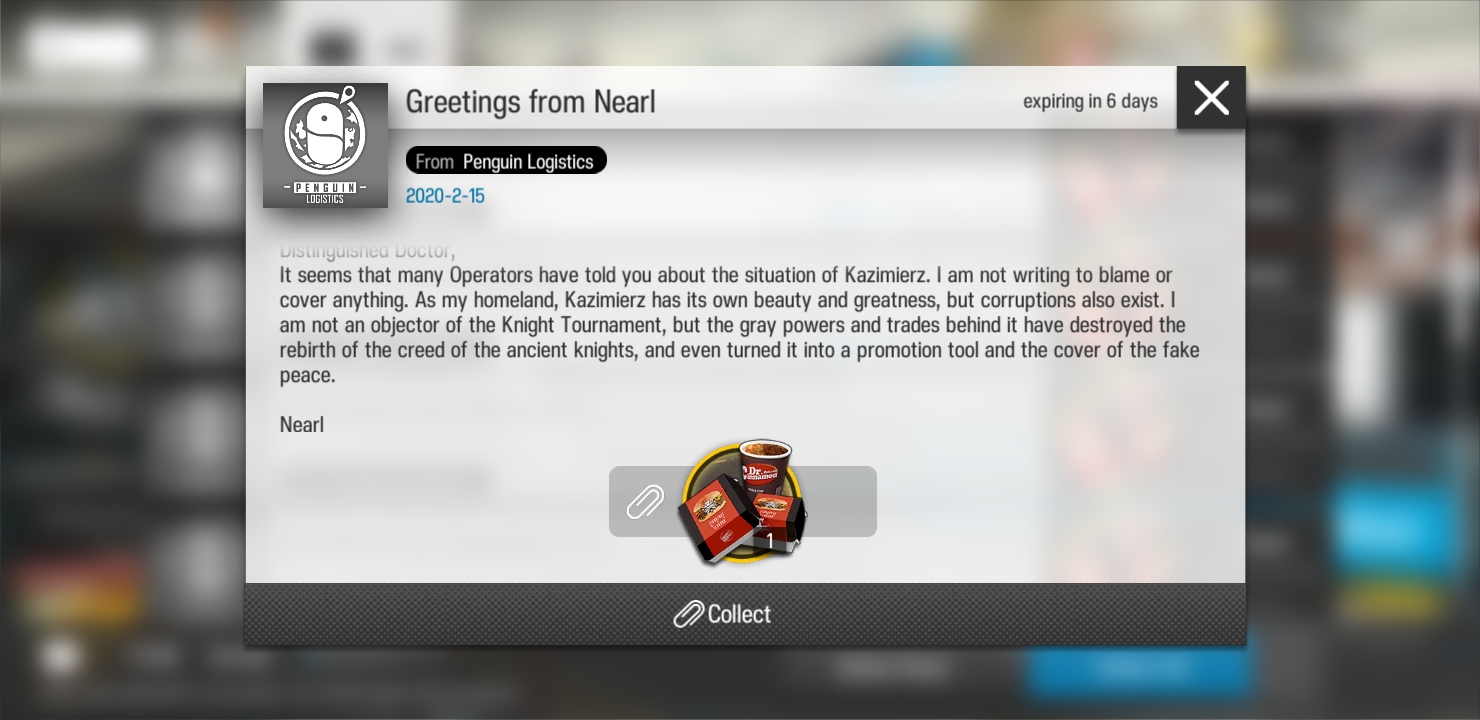 Greetings from Nearl
expiring in 6 days
PENGUIN
LOGISTICS
From Penguin Logistics
2020-2-15
Distinguished Doctor,
It seems that many Operators have told you about the situation of Kazimierz. I am not writing to blame or
cover anything. As my homeland, Kazimierz has its own beauty and greatness, but corruptions also exist. I
am not an objector of the Knight Tournament, but the gray powers and trades behind it have destroyed the
rebirth of the creed of the ancient knights, and even turned it into a promotion tool and the cover of the fake
peace.
Nearl
Dr.
1
Collect